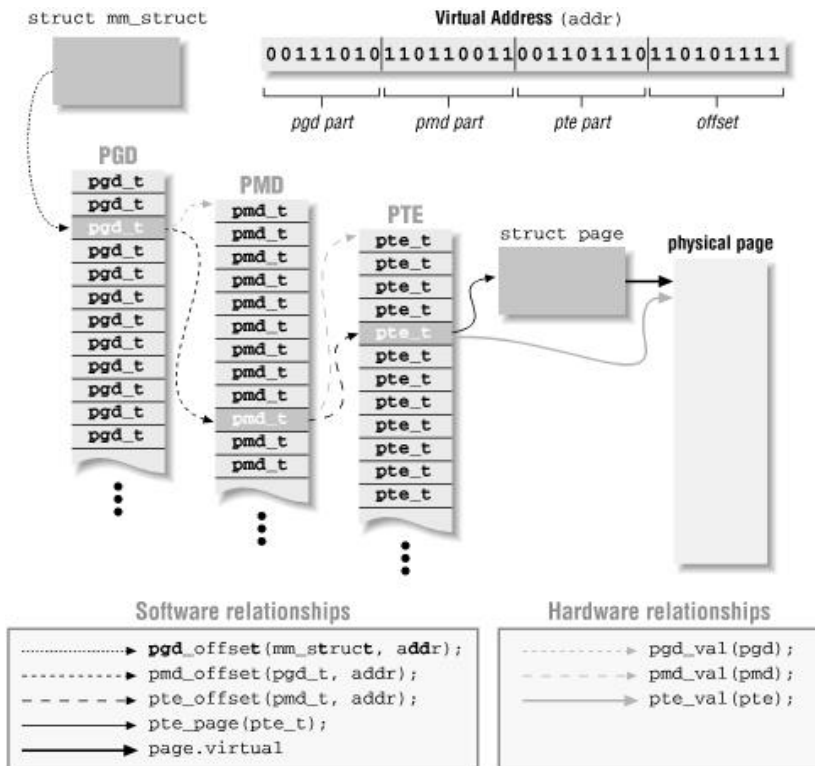 struct mm_struct
Virtual Address (addr)
00111010 110110011 001101110 110101111
pgd part pmd part pte part offset
PGD
pgd_t
pgd_t
pgd_t
pgd_t
pgd_t
pgd_t
pgd_t
pgd_t
pgd_t
pgd_t
pgd_t
pgd_t
PMD
pmd_t
pmd_t
pmd_t
pmd_t
pmd_t
pmd_t
pmd_t
pmd_t
pmd_t
pmd_t
pmd_t
pmd_t
PTE
pte_t
pte_t
pte_t
pte_t
pte_t
pte_t
pte_t
pte_t
pte_t
pte_t
pte_t
pte_t
struct page
physical page
Software relationships
pgd_offset(mm_struct, addr);
pmd_offset(pgd_t, addr);
pte_offset(pmd_t, addr);
pte_page(pte_t);
page.virtual
Hardware relationships
pgd_val(pgd);
pmd_val(pmd);
pte_val(pte);